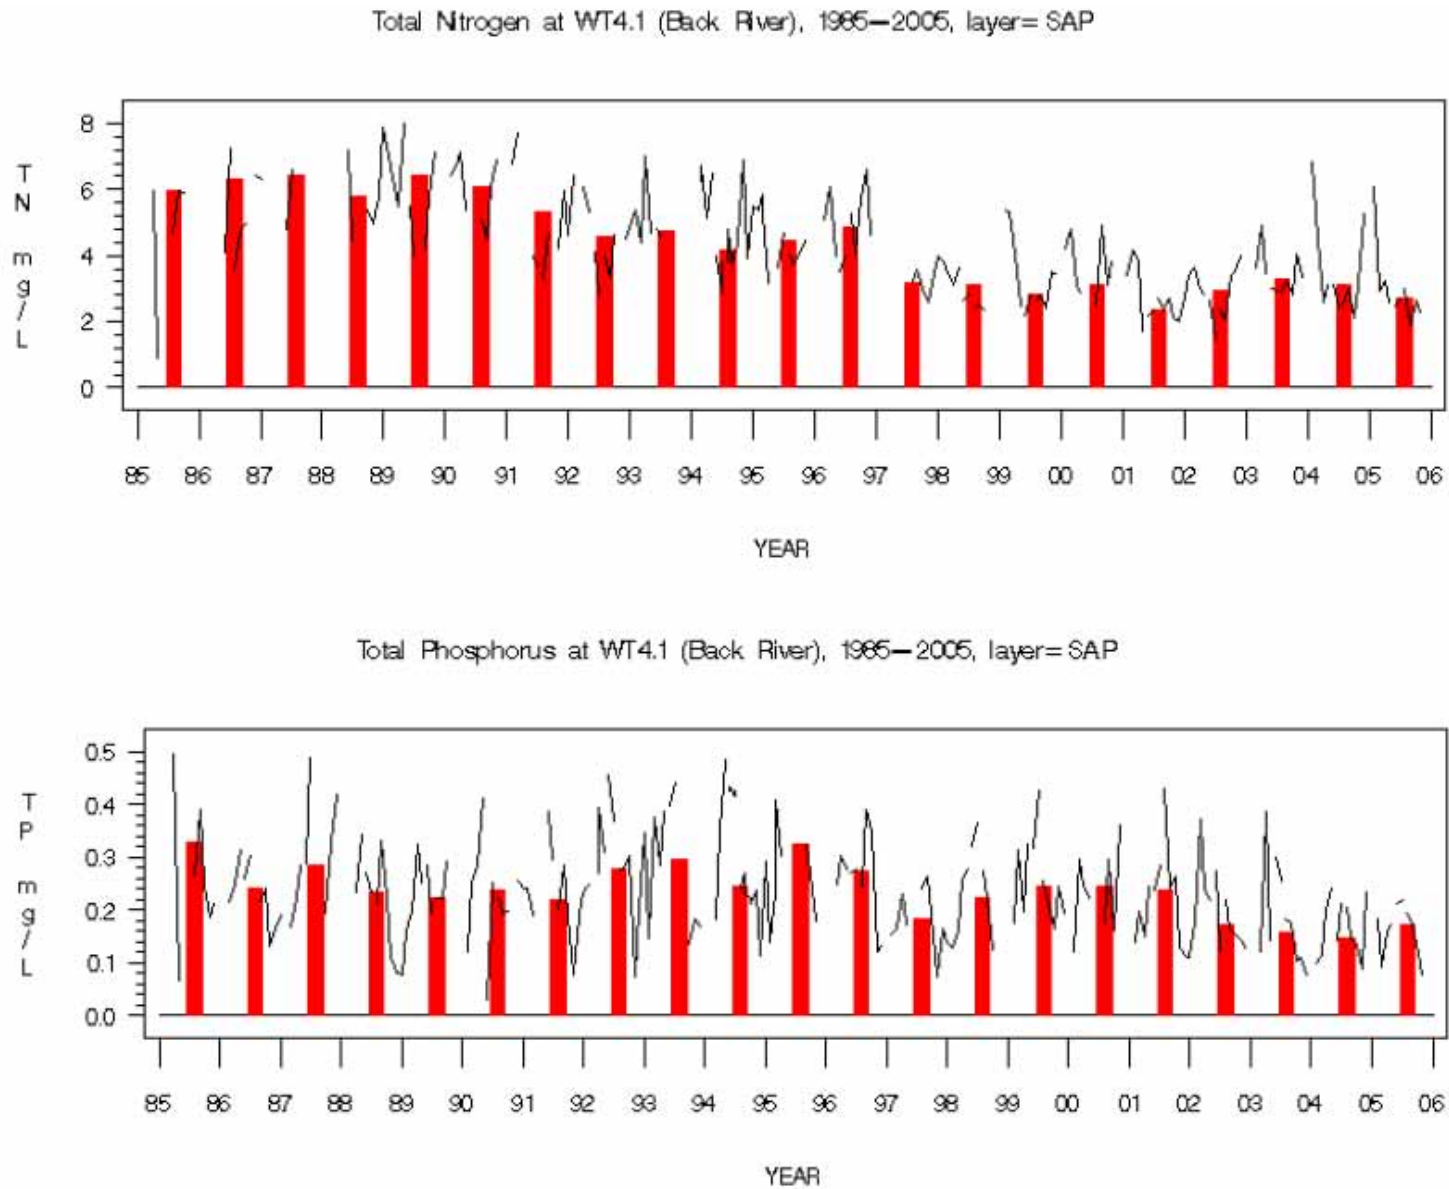 Total Nitrogen at WT4.1 (Back River), 1985-2005, layer=SAP
TN mg/L
8
6
4
2
0
85 86 87 88 89 90 91 92 93 94 95 96 97 98 99 00 01 02 03 04 05 06
YEAR
Total Phosphorus at WT4.1 (Back River), 1985-2005, layer=SAP
TP mg/L
0.5
0.4
0.3
0.2
0.1
0.0
85 86 87 88 89 90 91 92 93 94 95 96 97 98 99 00 01 02 03 04 05 06
YEAR